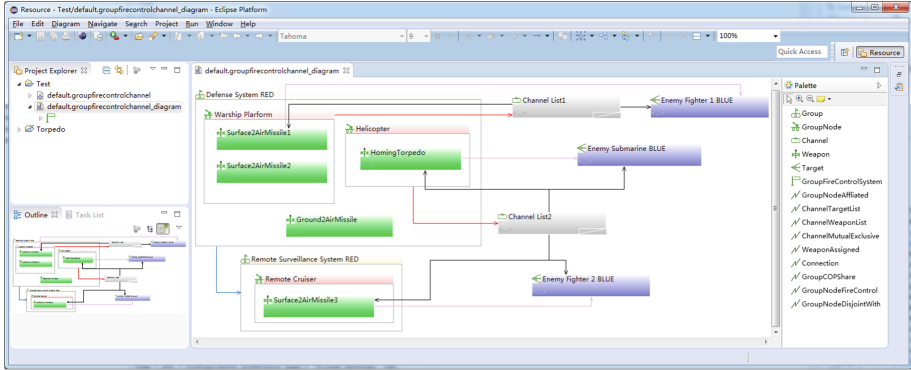 Resource - Test/default.groupfirecontrolchannel_diagram - Eclipse Platform
File Edit Diagram Navigate Search Project Run Window Help
Tahoma 9 100%
Quick Access Resource
Project Explorer
Test
default.groupfirecontrolchannel
default.groupfirecontrolchannel_diagram
Torpedo
Outline Task List
default.groupfirecontrolchannel_diagram
Defense System RED
Warship Plarform
Surface2AirMissile1
Surface2AirMissile2
Helicopter
HomingTorpedo
Ground2AirMissile
Channel List1
Enemy Fighter 1 BLUE
Enemy Submarine BLUE
Channel List2
Enemy Fighter 2 BLUE
Remote Surveillance System RED
Remote Cruiser
Surface2AirMissile3
Palette
Group
GroupNode
Channel
Weapon
Target
GroupFireControlSystem
GroupNodeAffliated
ChannelTargetList
ChannelWeaponList
ChannelMutualExclusive
WeaponAssigned
Connection
GroupCOPShare
GroupNodeFireControl
GroupNodeDisjointWith